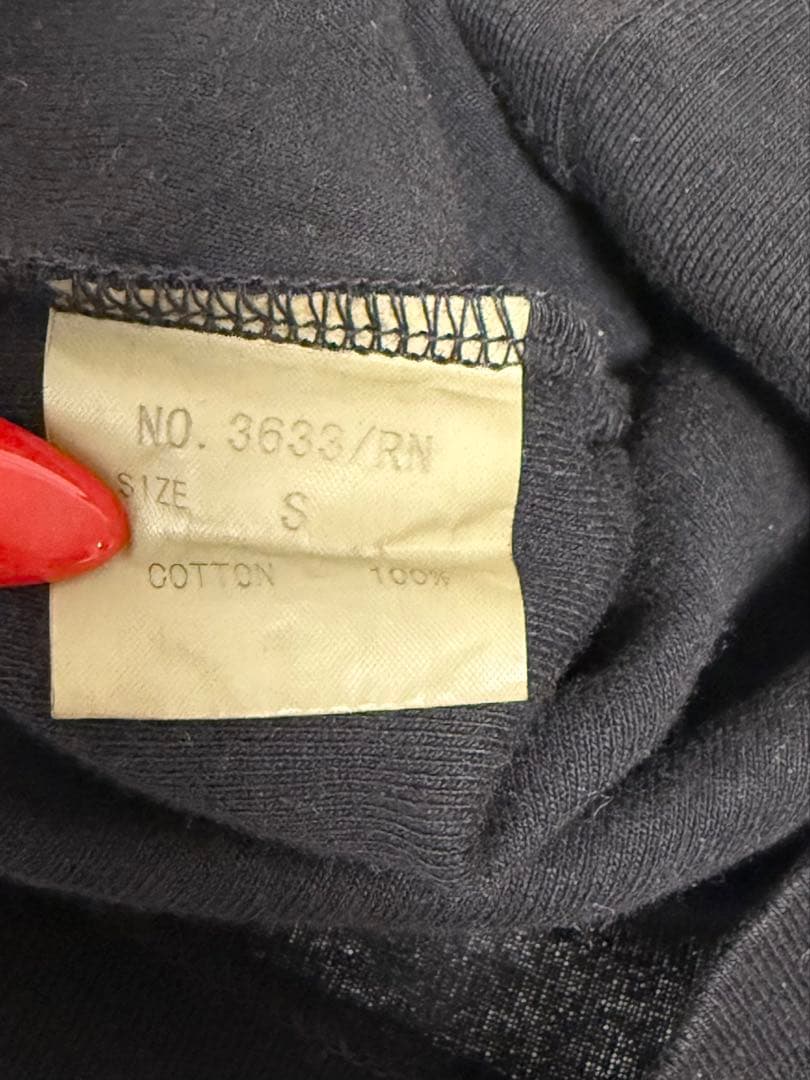 NO. 3633/RN
SIZE S
COTTON 100%